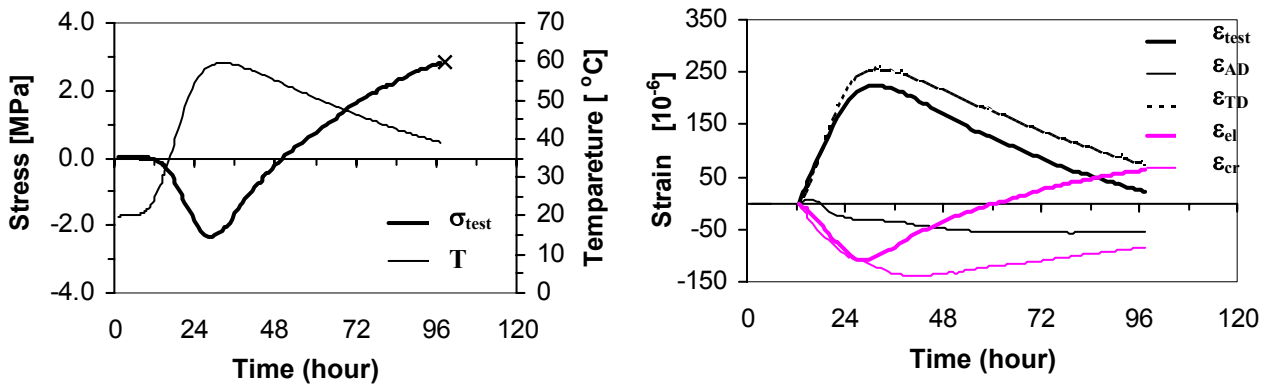 4.0
2.0
0.0
-2.0
-4.0
Stress [MPa]
70
60
50
40
30
20
10
0
Tempareture [ °C]
σtest
T
0 24 48 72 96 120
Time (hour)
350
250
150
50
-50
-150
Strain [10-6]
εtest
εAD
εTD
εel
εcr
0 24 48 72 96 120
Time (hour)